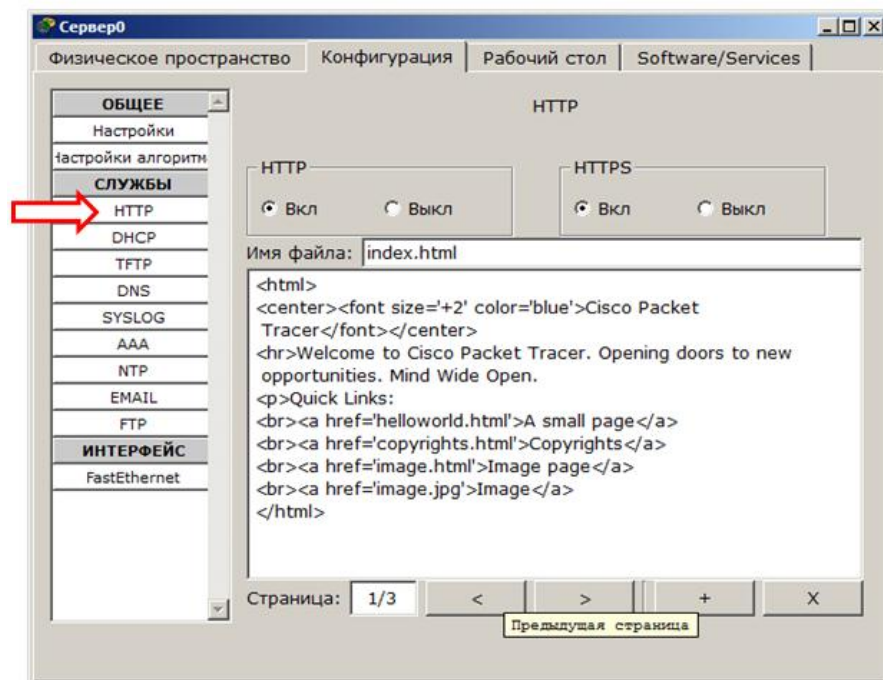 Сервер0
Физическое пространство Конфигурация Рабочий стол Software/Services
ОБЩЕЕ
Настройки
Настройки алгоритм
СЛУЖБЫ
HTTP
DHCP
TFTP
DNS
SYSLOG
AAA
NTP
EMAIL
FTP
ИНТЕРФЕЙС
FastEthernet
HTTP
HTTP
Вкл Выкл
HTTPS
Вкл Выкл
Имя файла: index.html
<html>
<center><font size='+2' color='blue'>Cisco Packet
Tracer</font></center>
<hr>Welcome to Cisco Packet Tracer. Opening doors to new
opportunities. Mind Wide Open.
<p>Quick Links:
<br><a href='helloworld.html'>A small page</a>
<br><a href='copyrights.html'>Copyrights</a>
<br><a href='image.html'>Image page</a>
<br><a href='image.jpg'>Image</a>
</html>
Страница: 1/3 < > + X
Предыдущая страница